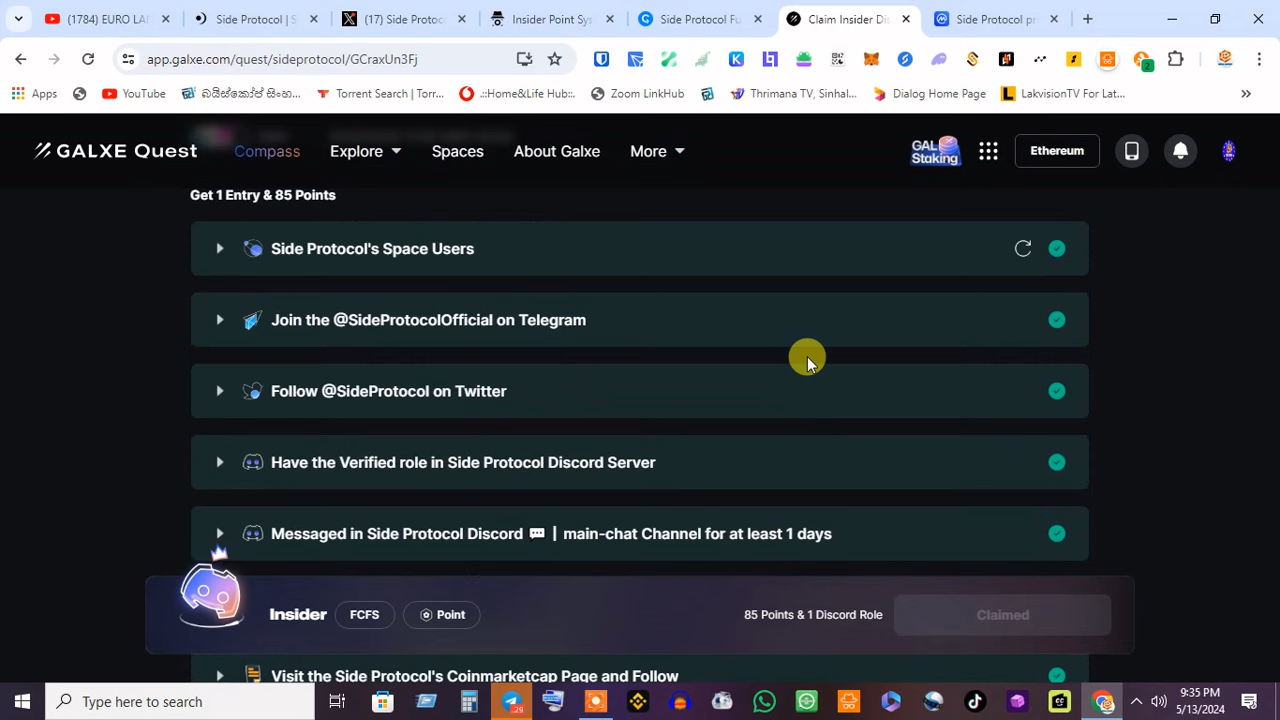 (1784) EURO LAN
Side Protocol | S
(17) Side Protoc
Insider Point Sys
Side Protocol Fu
Claim Insider Dis
Side Protocol pr
app.galxe.com/quest/sideprotocol/GCraxUn35j
2
Apps
YouTube
බයිස්කෝප් සිංහ...
Torrent Search | Torr...
.::Home&Life Hub:.
Zoom LinkHub
Thrimana TV, Sinhal...
Dialog Home Page
LakvisionTV For Lat...
GALXE Quest
Compass
Explore
Spaces
About Galxe
More
GAL Staking
Ethereum
Get 1 Entry & 85 Points
Side Protocol's Space Users
Join the @SideProtocolOfficial on Telegram
Follow @SideProtocol on Twitter
Have the Verified role in Side Protocol Discord Server
Messaged in Side Protocol Discord 💬 | main-chat Channel for at least 1 days
Insider
FCFS
Point
85 Points & 1 Discord Role
Claimed
Visit the Side Protocol's Coinmarketcap Page and Follow
Type here to search
29
9:35 PM
5/13/2024